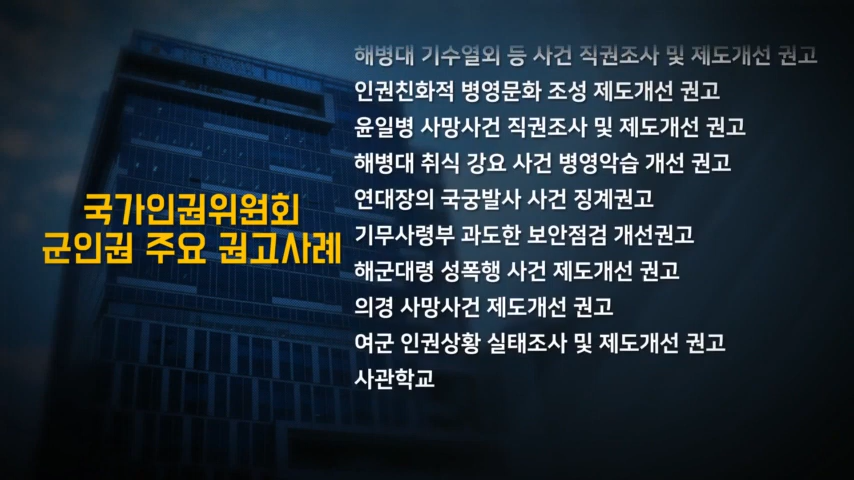 국가인권위원회
군인권 주요 권고사례
해병대 기수열외 등 사건 직권조사 및 제도개선 권고
인권친화적 병영문화 조성 제도개선 권고
윤일병 사망사건 직권조사 및 제도개선 권고
해병대 취식 강요 사건 병영악습 개선 권고
연대장의 국궁발사 사건 징계권고
기무사령부 과도한 보안점검 개선권고
해군대령 성폭행 사건 제도개선 권고
의경 사망사건 제도개선 권고
여군 인권상황 실태조사 및 제도개선 권고
사관학교